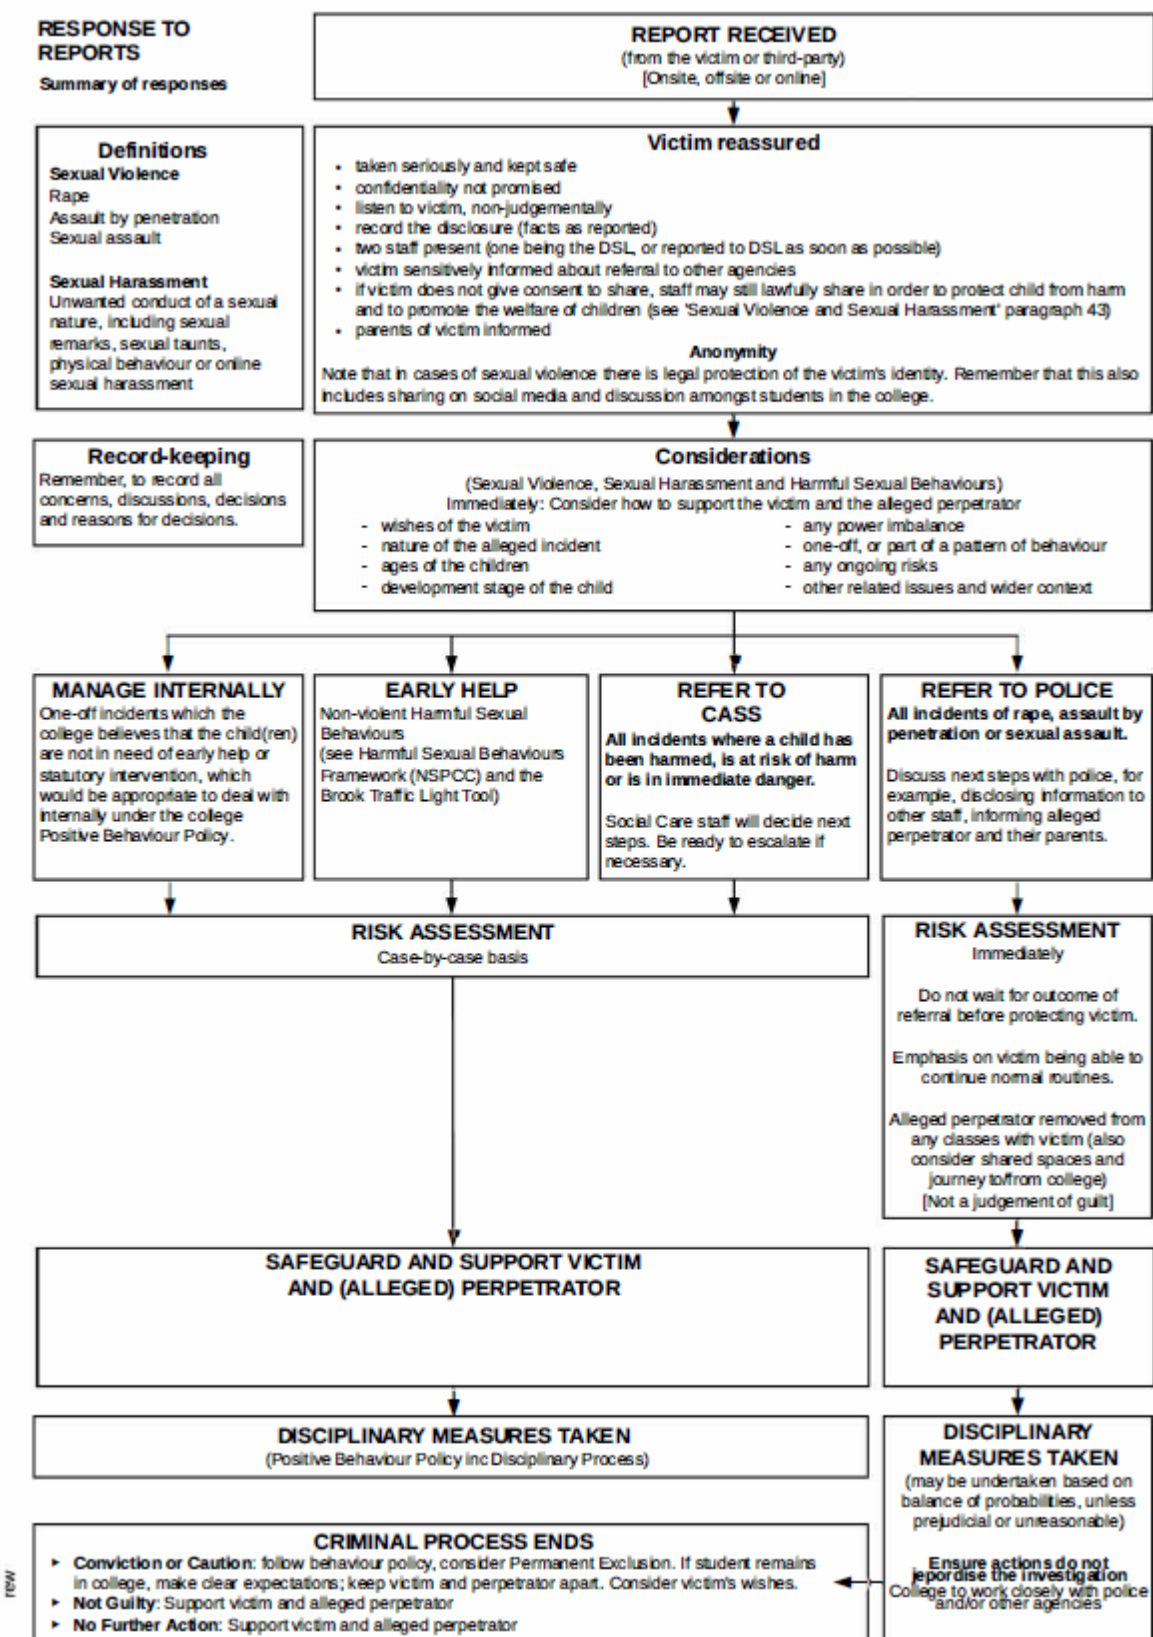 RESPONSE TO
REPORTS
Summary of responses
REPORT RECEIVED
(from the victim or third-party)
[Onsite, offsite or online]
Definitions
Sexual Violence
Rape
Assault by penetration
Sexual assault
Sexual Harassment
Unwanted conduct of a sexual
nature, including sexual
remarks, sexual taunts,
physical behaviour or online
sexual harassment
Victim reassured
• taken seriously and kept safe
• confidentiality not promised
• listen to victim, non-judgementally
• record the disclosure (facts as reported)
• two staff present (one being the DSL, or reported to DSL as soon as possible)
• victim sensitively informed about referral to other agencies
• if victim does not give consent to share, staff may still lawfully share in order to protect child from harm
and to promote the welfare of children (see 'Sexual Violence and Sexual Harassment' paragraph 43)
• parents of victim informed
Anonymity
Note that in cases of sexual violence there is legal protection of the victim's identity. Remember that this also
includes sharing on social media and discussion amongst students in the college.
Record-keeping
Remember, to record all
concerns, discussions, decisions
and reasons for decisions.
Considerations
(Sexual Violence, Sexual Harassment and Harmful Sexual Behaviours)
Immediately: Consider how to support the victim and the alleged perpetrator
- wishes of the victim
- nature of the alleged incident
- ages of the children
- development stage of the child
- any power imbalance
- one-off, or part of a pattern of behaviour
- any ongoing risks
- other related issues and wider context
MANAGE INTERNALLY
One-off incidents which the
college believes that the child(ren)
are not in need of early help or
statutory intervention, which
would be appropriate to deal with
internally under the college
Positive Behaviour Policy.
EARLY HELP
Non-violent Harmful Sexual
Behaviours
(see Harmful Sexual Behaviours
Framework (NSPCC) and the
Brook Traffic Light Tool)
REFER TO
CASS
All incidents where a child has
been harmed, is at risk of harm
or is in immediate danger.
Social Care staff will decide next
steps. Be ready to escalate if
necessary.
REFER TO POLICE
All incidents of rape, assault by
penetration or sexual assault.
Discuss next steps with police, for
example, disclosing information to
other staff, informing alleged
perpetrator and their parents.
RISK ASSESSMENT
Case-by-case basis
RISK ASSESSMENT
Immediately
Do not wait for outcome of
referral before protecting victim.
Emphasis on victim being able to
continue normal routines.
Alleged perpetrator removed from
any classes with victim (also
consider shared spaces and
journey to/from college)
[Not a judgement of guilt]
SAFEGUARD AND SUPPORT VICTIM
AND (ALLEGED) PERPETRATOR
SAFEGUARD AND
SUPPORT VICTIM
AND (ALLEGED)
PERPETRATOR
DISCIPLINARY MEASURES TAKEN
(Positive Behaviour Policy inc Disciplinary Process)
DISCIPLINARY
MEASURES TAKEN
(may be undertaken based on
balance of probabilities, unless
prejudicial or unreasonable)
Ensure actions do not
jepordise the investigation
College to work closely with police
and/or other agencies
CRIMINAL PROCESS ENDS
► Conviction or Caution: follow behaviour policy, consider Permanent Exclusion. If student remains
in college, make clear expectations; keep victim and perpetrator apart. Consider victim's wishes.
► Not Guilty: Support victim and alleged perpetrator
► No Further Action: Support victim and alleged perpetrator